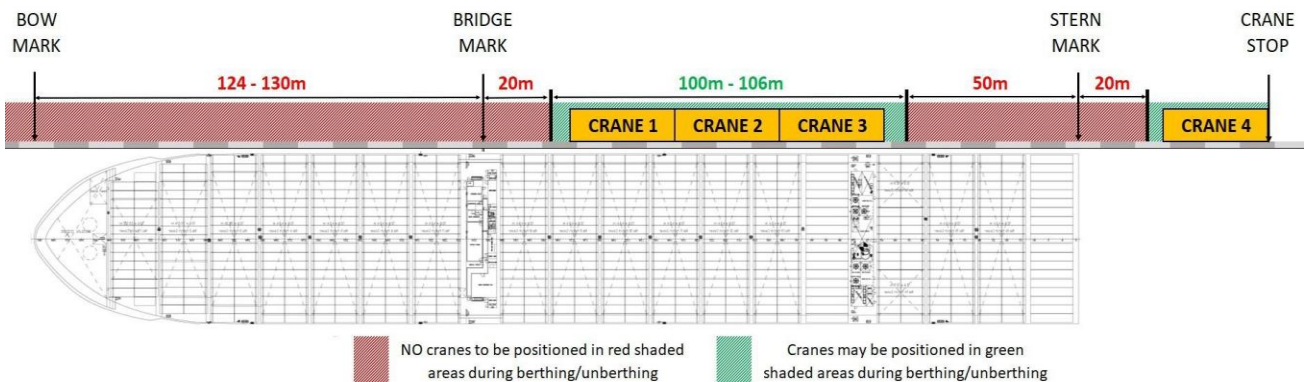 BOW
MARK
BRIDGE
MARK
STERN
MARK
CRANE
STOP
124 - 130m
20m
100m - 106m
50m
20m
CRANE 1
CRANE 2
CRANE 3
CRANE 4
NO cranes to be positioned in red shaded
areas during berthing/unberthing
Cranes may be positioned in green
shaded areas during berthing/unberthing